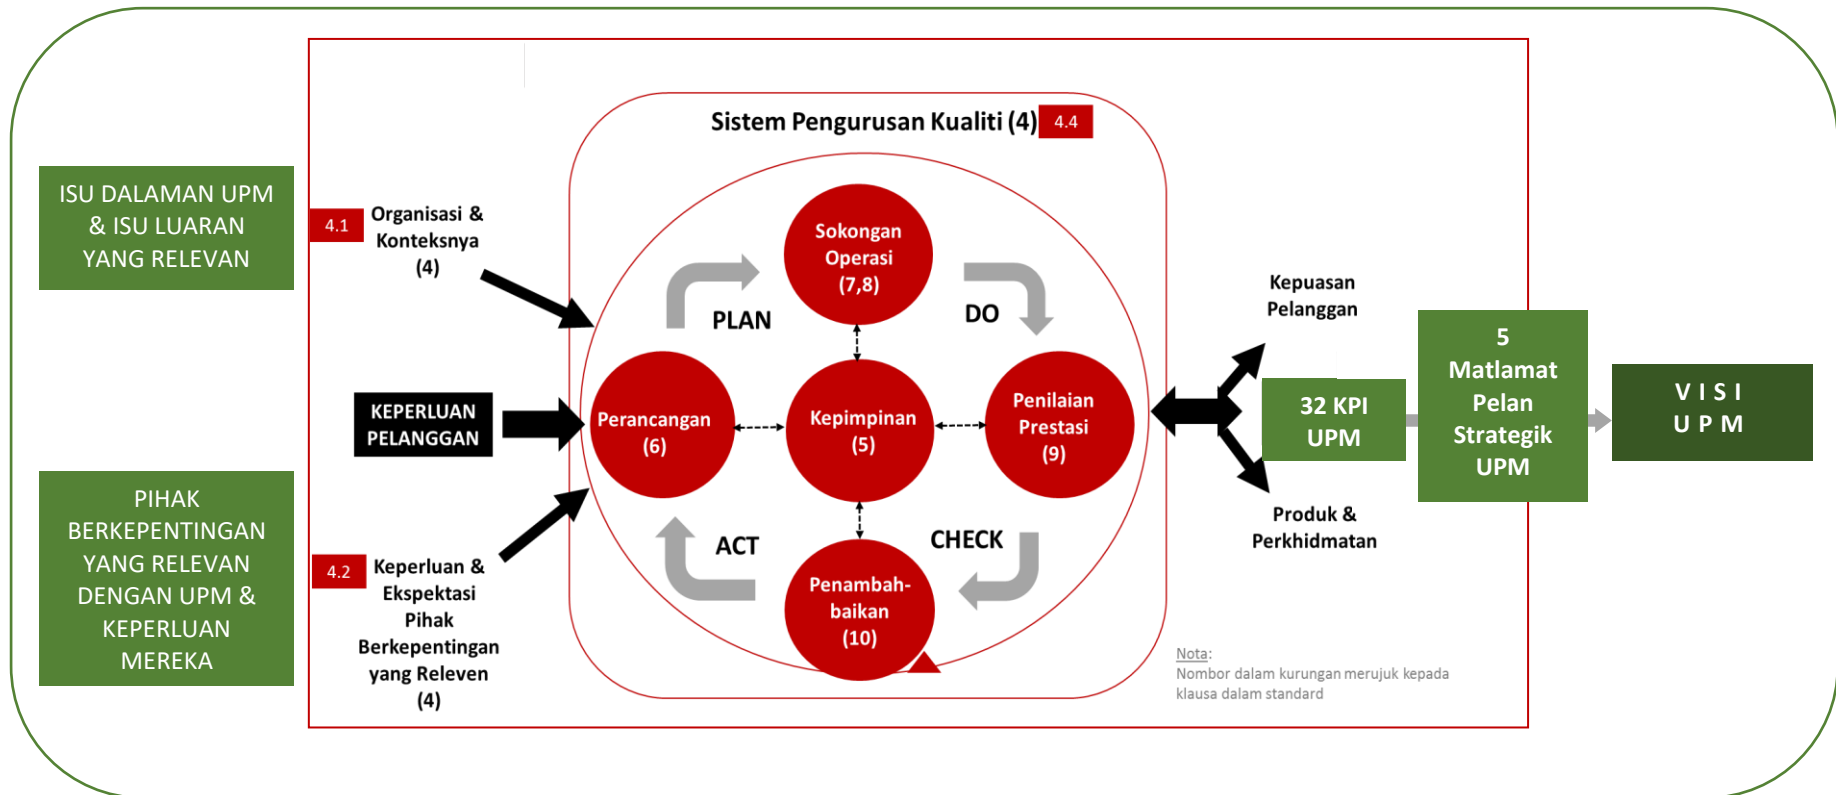 Sistem Pengurusan Kualiti (4)
4.4
ISU DALAMAN UPM
& ISU LUARAN
YANG RELEVAN
4.1
Organisasi &
Konteksnya
(4)
KEPERLUAN
PELANGGAN
PIHAK
BERKEPENTINGAN
YANG RELEVAN
DENGAN UPM &
KEPERLUAN
MEREKA
4.2
Keperluan &
Ekspektasi
Pihak
Berkepentingan
yang Releven
(4)
Sokongan
Operasi
(7,8)
PLAN
DO
Perancangan
(6)
Kepimpinan
(5)
Penilaian
Prestasi
(9)
ACT
CHECK
Penambah-
baikan
(10)
Kepuasan
Pelanggan
32 KPI
UPM
Produk &
Perkhidmatan
5
Matlamat
Pelan
Strategik
UPM
V I S I
U P M
Nota:
Nombor dalam kurungan merujuk kepada
klausa dalam standard